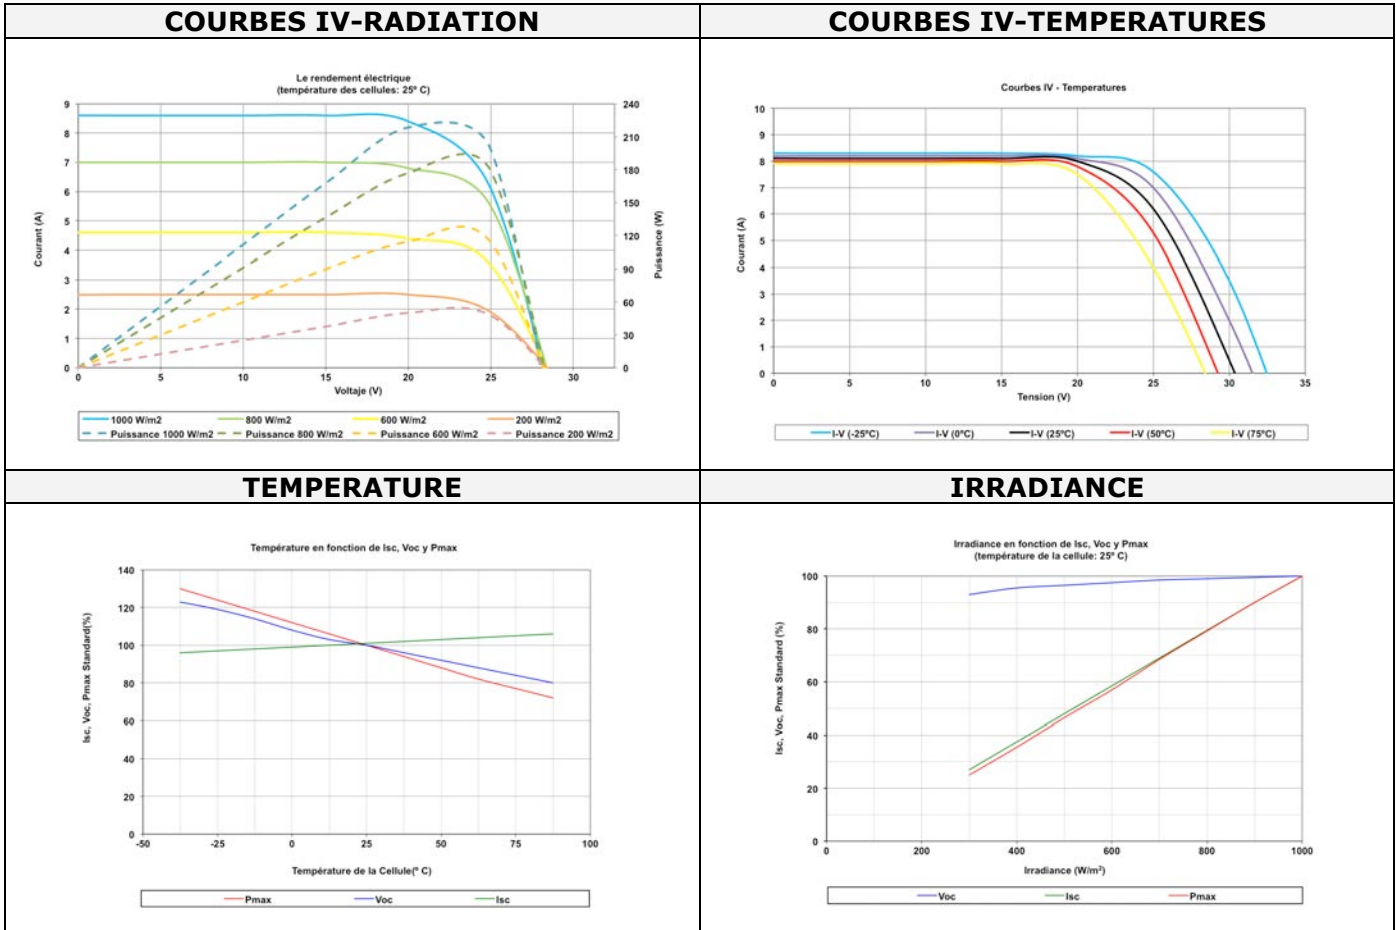 COURBES IV-RADIATION
Le rendement électrique
(température des cellules: 25º C)
9
8
7
6
5
4
3
2
1
0
240
210
180
150
120
90
60
30
0
Courant (A)
Puissance (W)
0 5 10 15 20 25 30
Voltaje (V)
1000 W/m2 800 W/m2 600 W/m2 200 W/m2
Puissance 1000 W/m2 Puissance 800 W/m2 Puissance 600 W/m2 Puissance 200 W/m2
COURBES IV-TEMPERATURES
Courbes IV - Temperatures
10
9
8
7
6
5
4
3
2
1
0
Courant (A)
0 5 10 15 20 25 30 35
Tension (V)
I-V (-25ºC) I-V (0ºC) I-V (25ºC) I-V (50ºC) I-V (75ºC)
TEMPERATURE
Température en fonction de Isc, Voc y Pmax
140
120
100
80
60
40
20
0
Isc, Voc, Pmax Standard(%)
-50 -25 0 25 50 75 100
Température de la Cellule(º C)
Pmax Voc Isc
IRRADIANCE
Irradiance en fonction de Isc, Voc y Pmax
(température de la cellule: 25º C)
100
80
60
40
20
0
Isc, Voc, Pmax Standard (%)
0 200 400 600 800 1000
Irradiance (W/m²)
Voc Isc Pmax